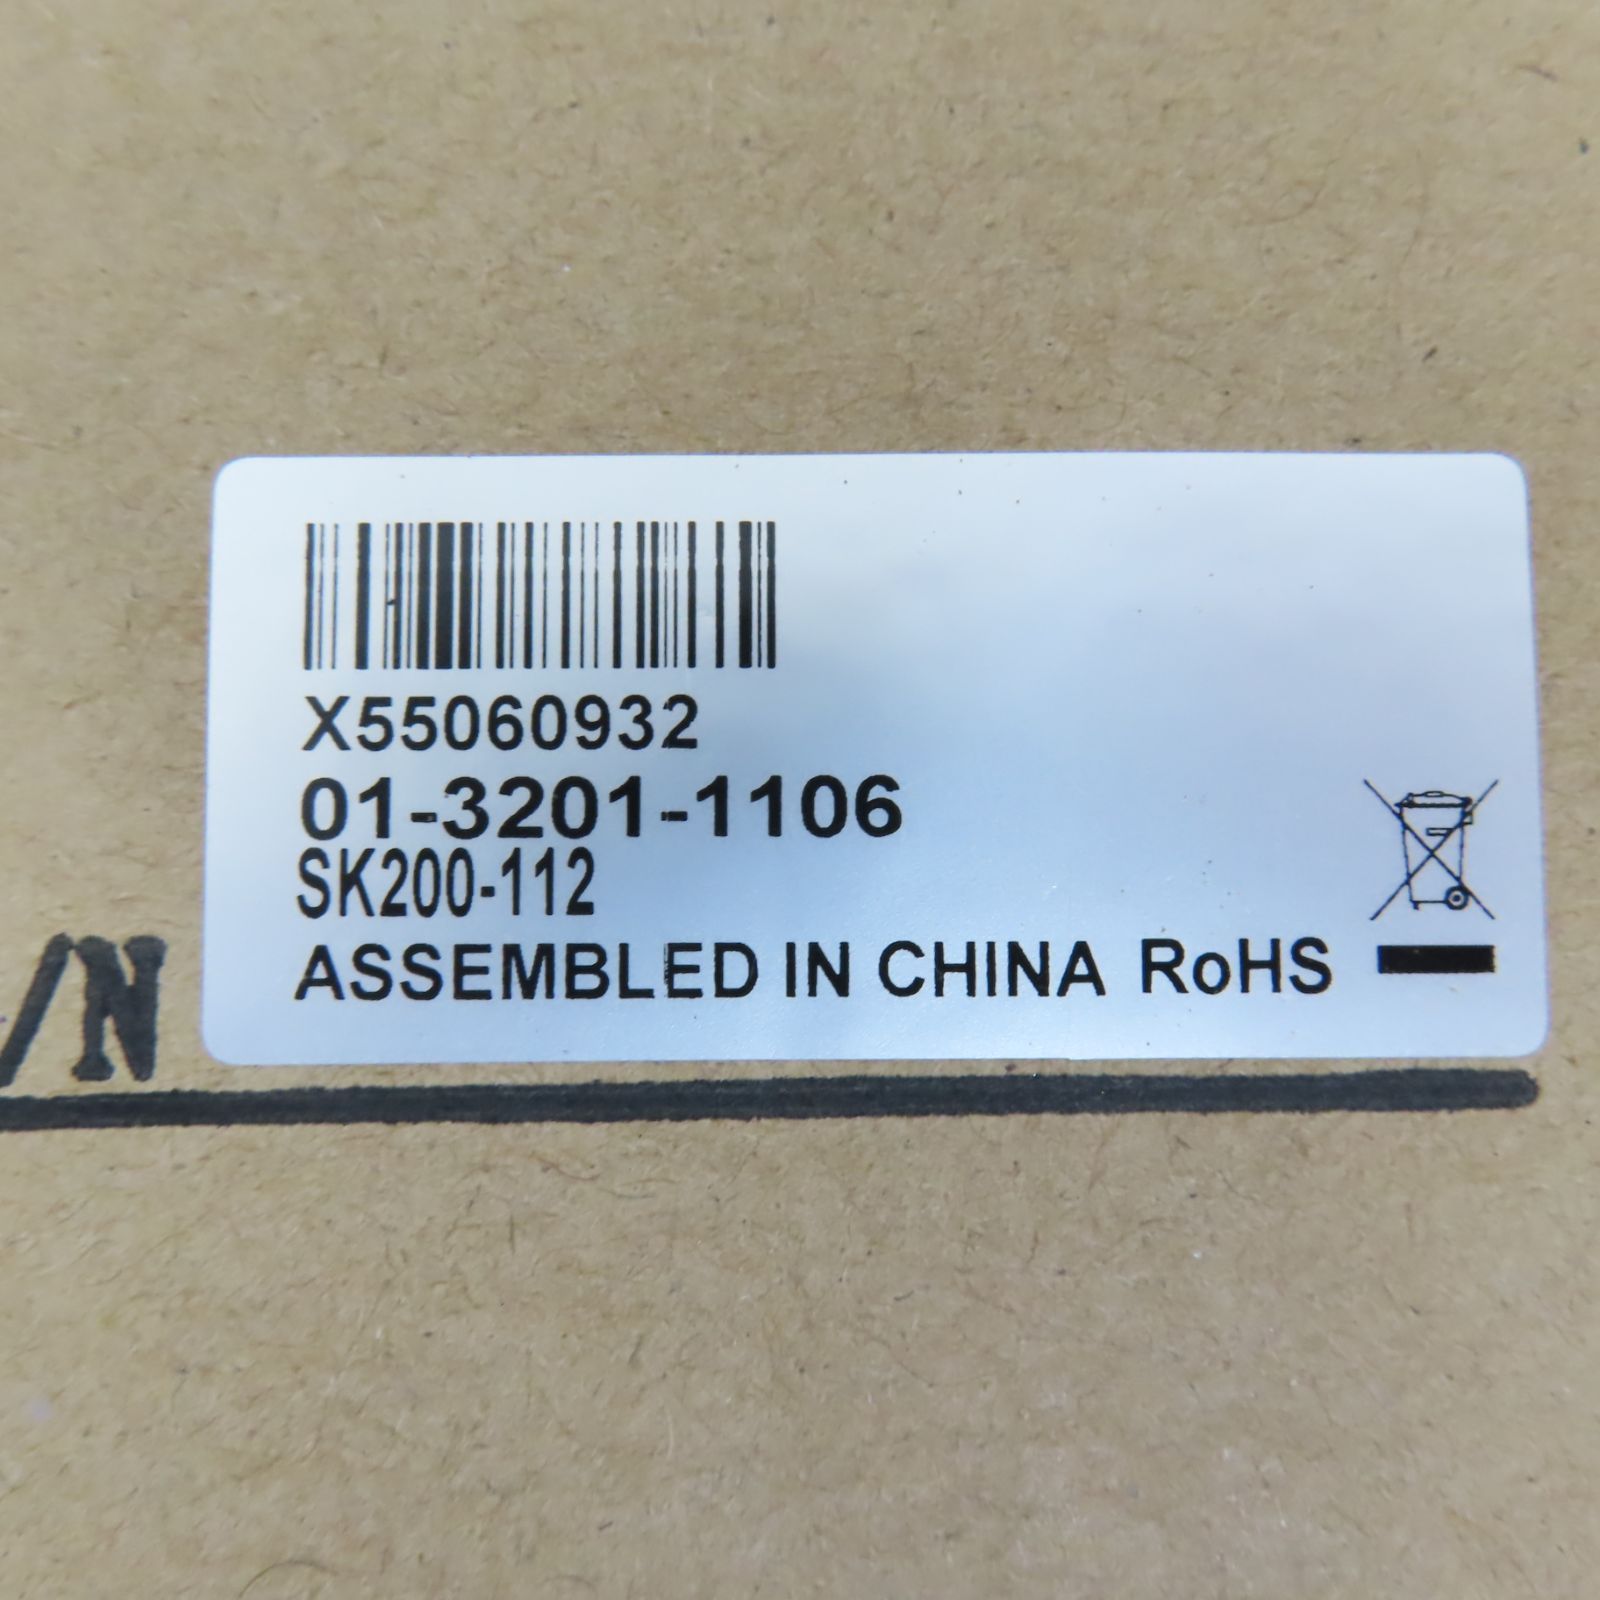 X55060932
01-3201-1106
SK200-112
ASSEMBLED IN CHINA RoHS
/N